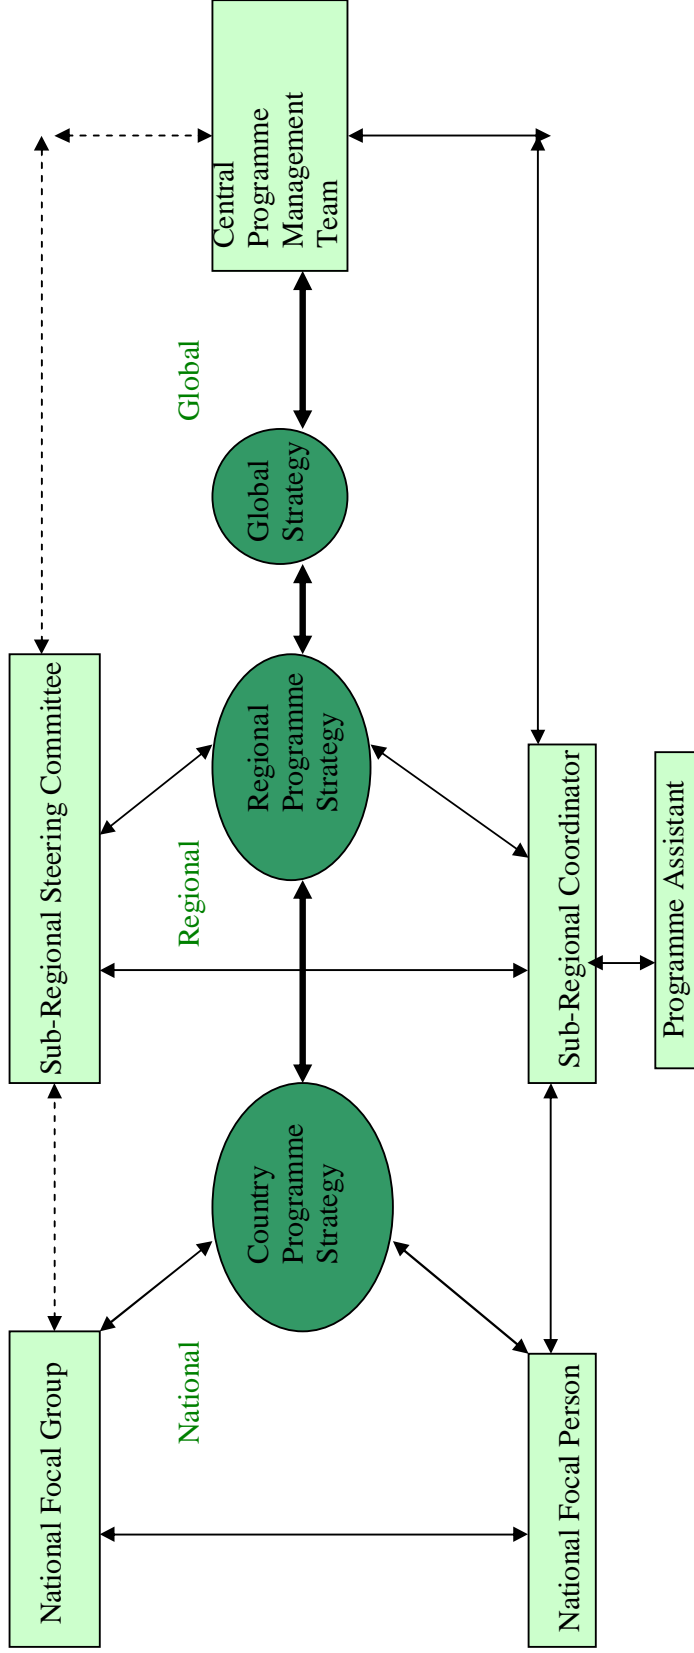 National Focal Group
Sub-Regional Steering Committee
National
Regional
Global
Country
Programme
Strategy
Regional
Programme
Strategy
Global
Strategy
Central
Programme
Management
Team
National Focal Person
Sub-Regional Coordinator
Programme Assistant